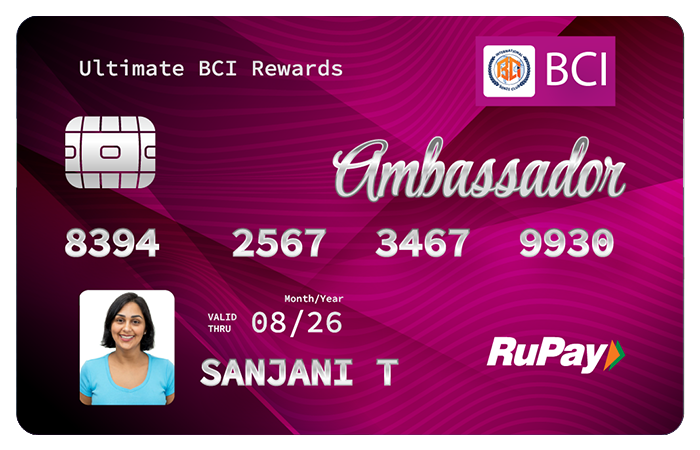 Ultimate BCI Rewards
BCI
Ambassador
8394 2567 3467 9930
Month/Year
VALID THRU 08/26
SANJANI T
RuPay